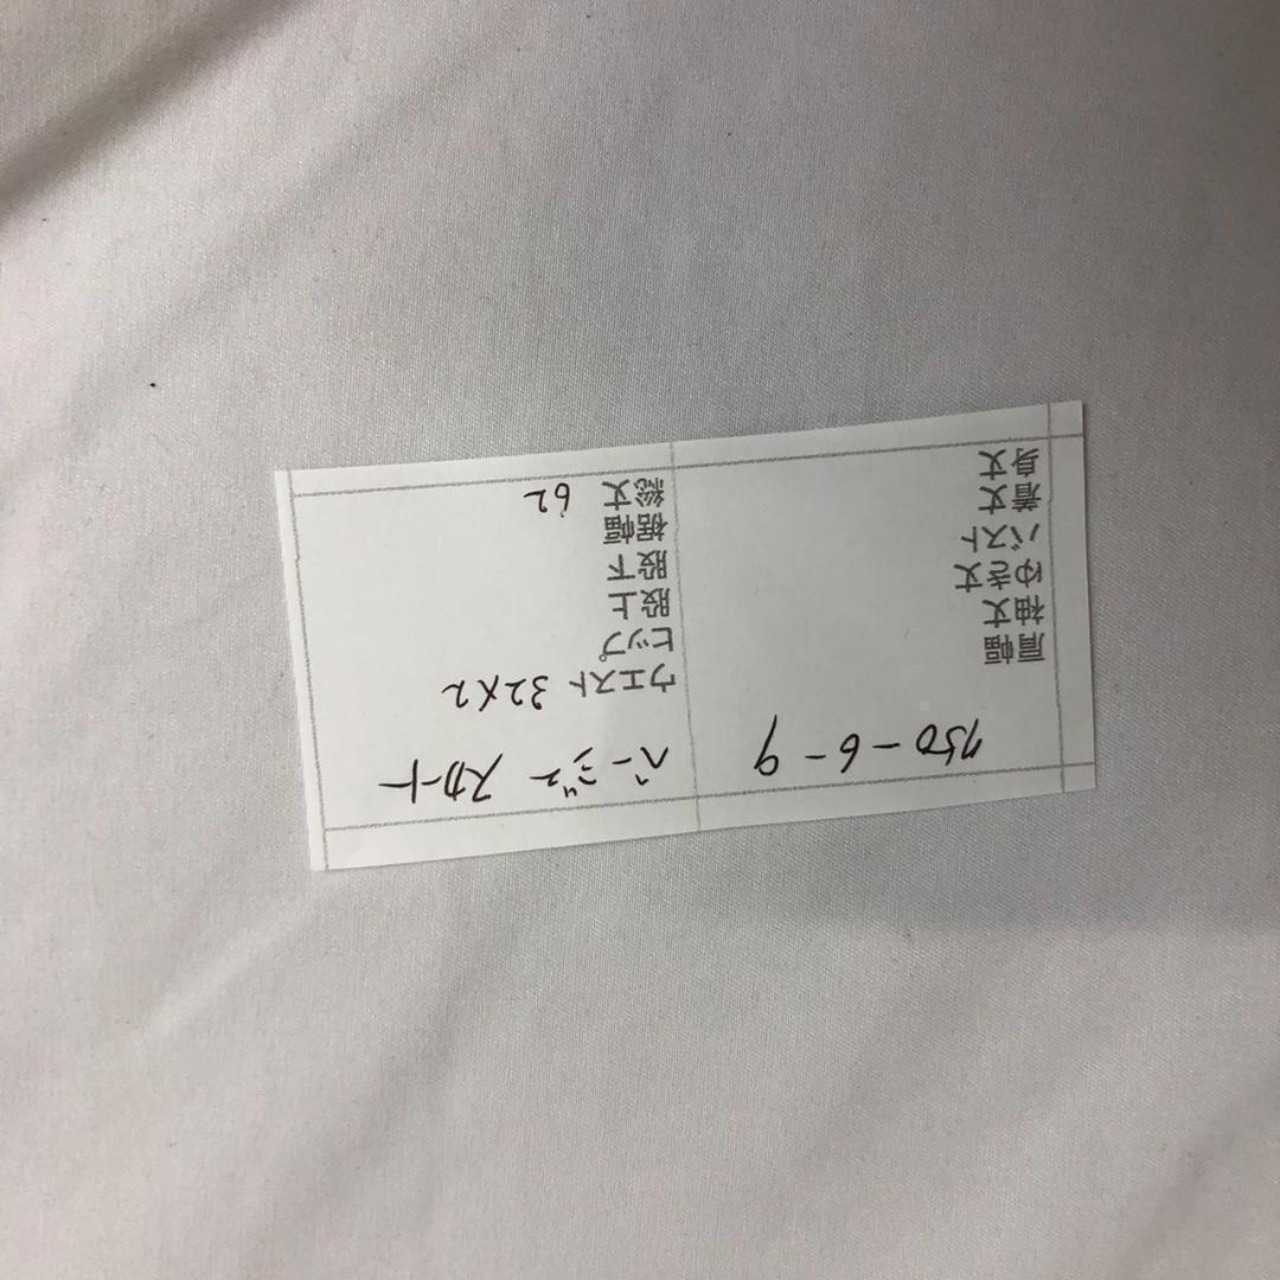 750-6-9
肩幅
袖丈
ゆき丈
バスト
着丈
身丈
ベージュ スカート
ウエスト 32×2
ヒップ
股上
股下
裾幅
総丈 62